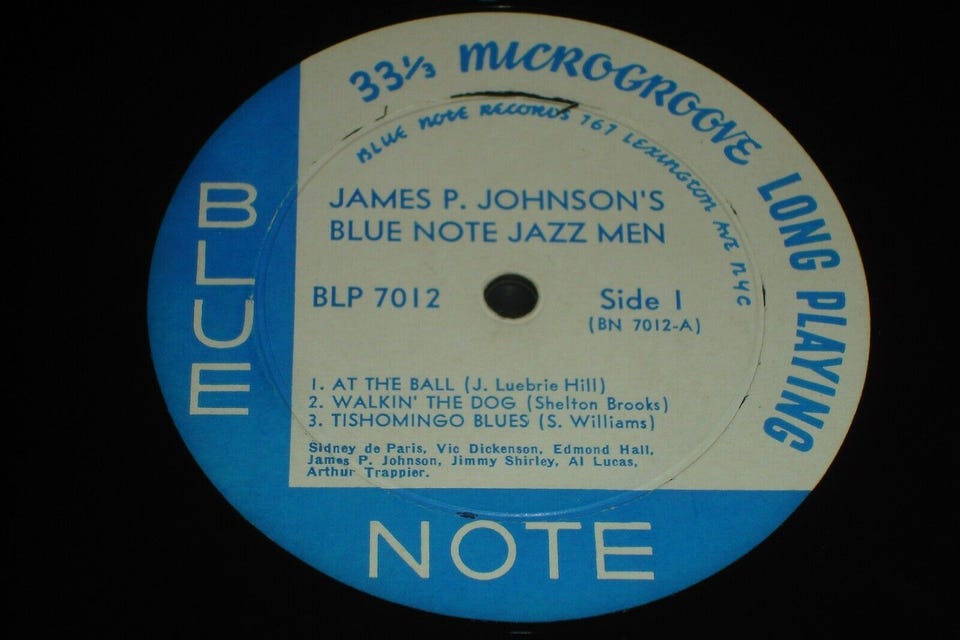 33⅓ MICROGROOVE LONG PLAYING
BLUE NOTE RECORDS 767 LEXINGTON AVE NYC
JAMES P. JOHNSON'S
BLUE NOTE JAZZ MEN
BLP 7012
Side 1
(BN 7012-A)
1. AT THE BALL (J. Luebrie Hill)
2. WALKIN' THE DOG (Shelton Brooks)
3. TISHOMINGO BLUES (S. Williams)
Sidney de Paris, Vic Dickenson, Edmond Hall,
James P. Johnson, Jimmy Shirley, Al Lucas,
Arthur Trappier.
BLUE
NOTE